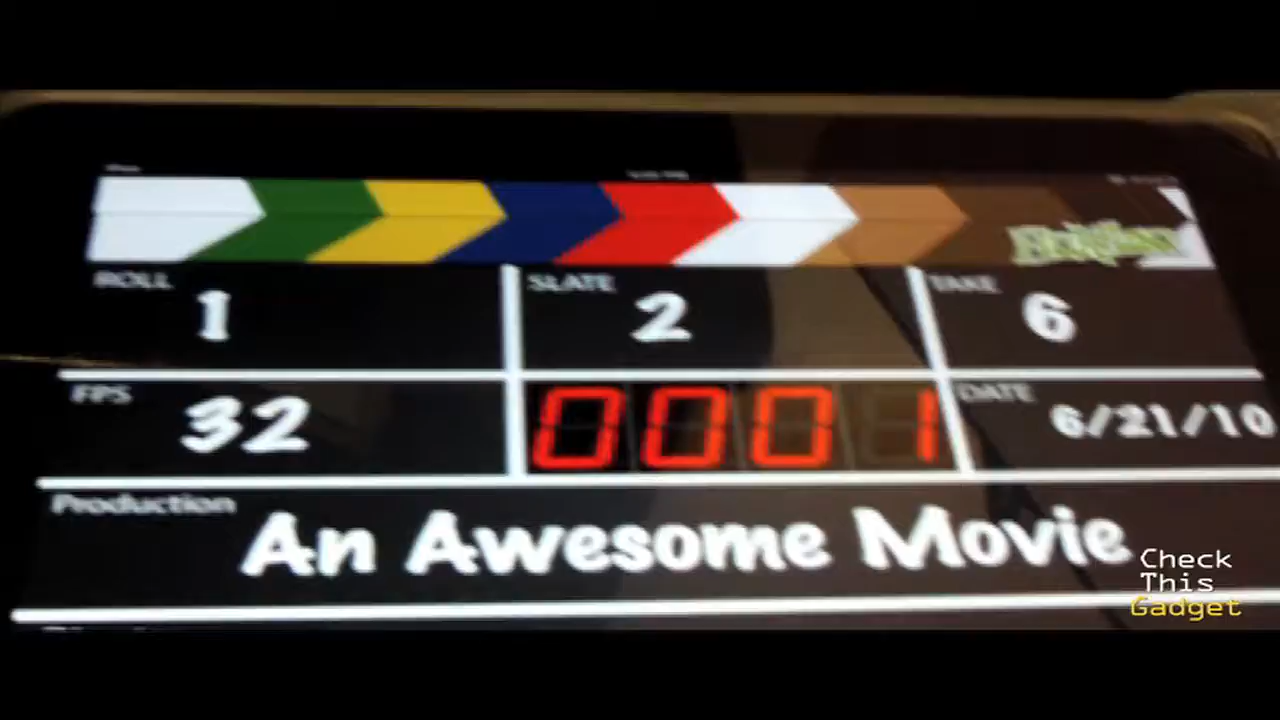 ROLL
1
SLATE
2
TAKE
6
FPS
32
0001
DATE
6/21/10
Production
An Awesome Movie
Check
This
Gadget